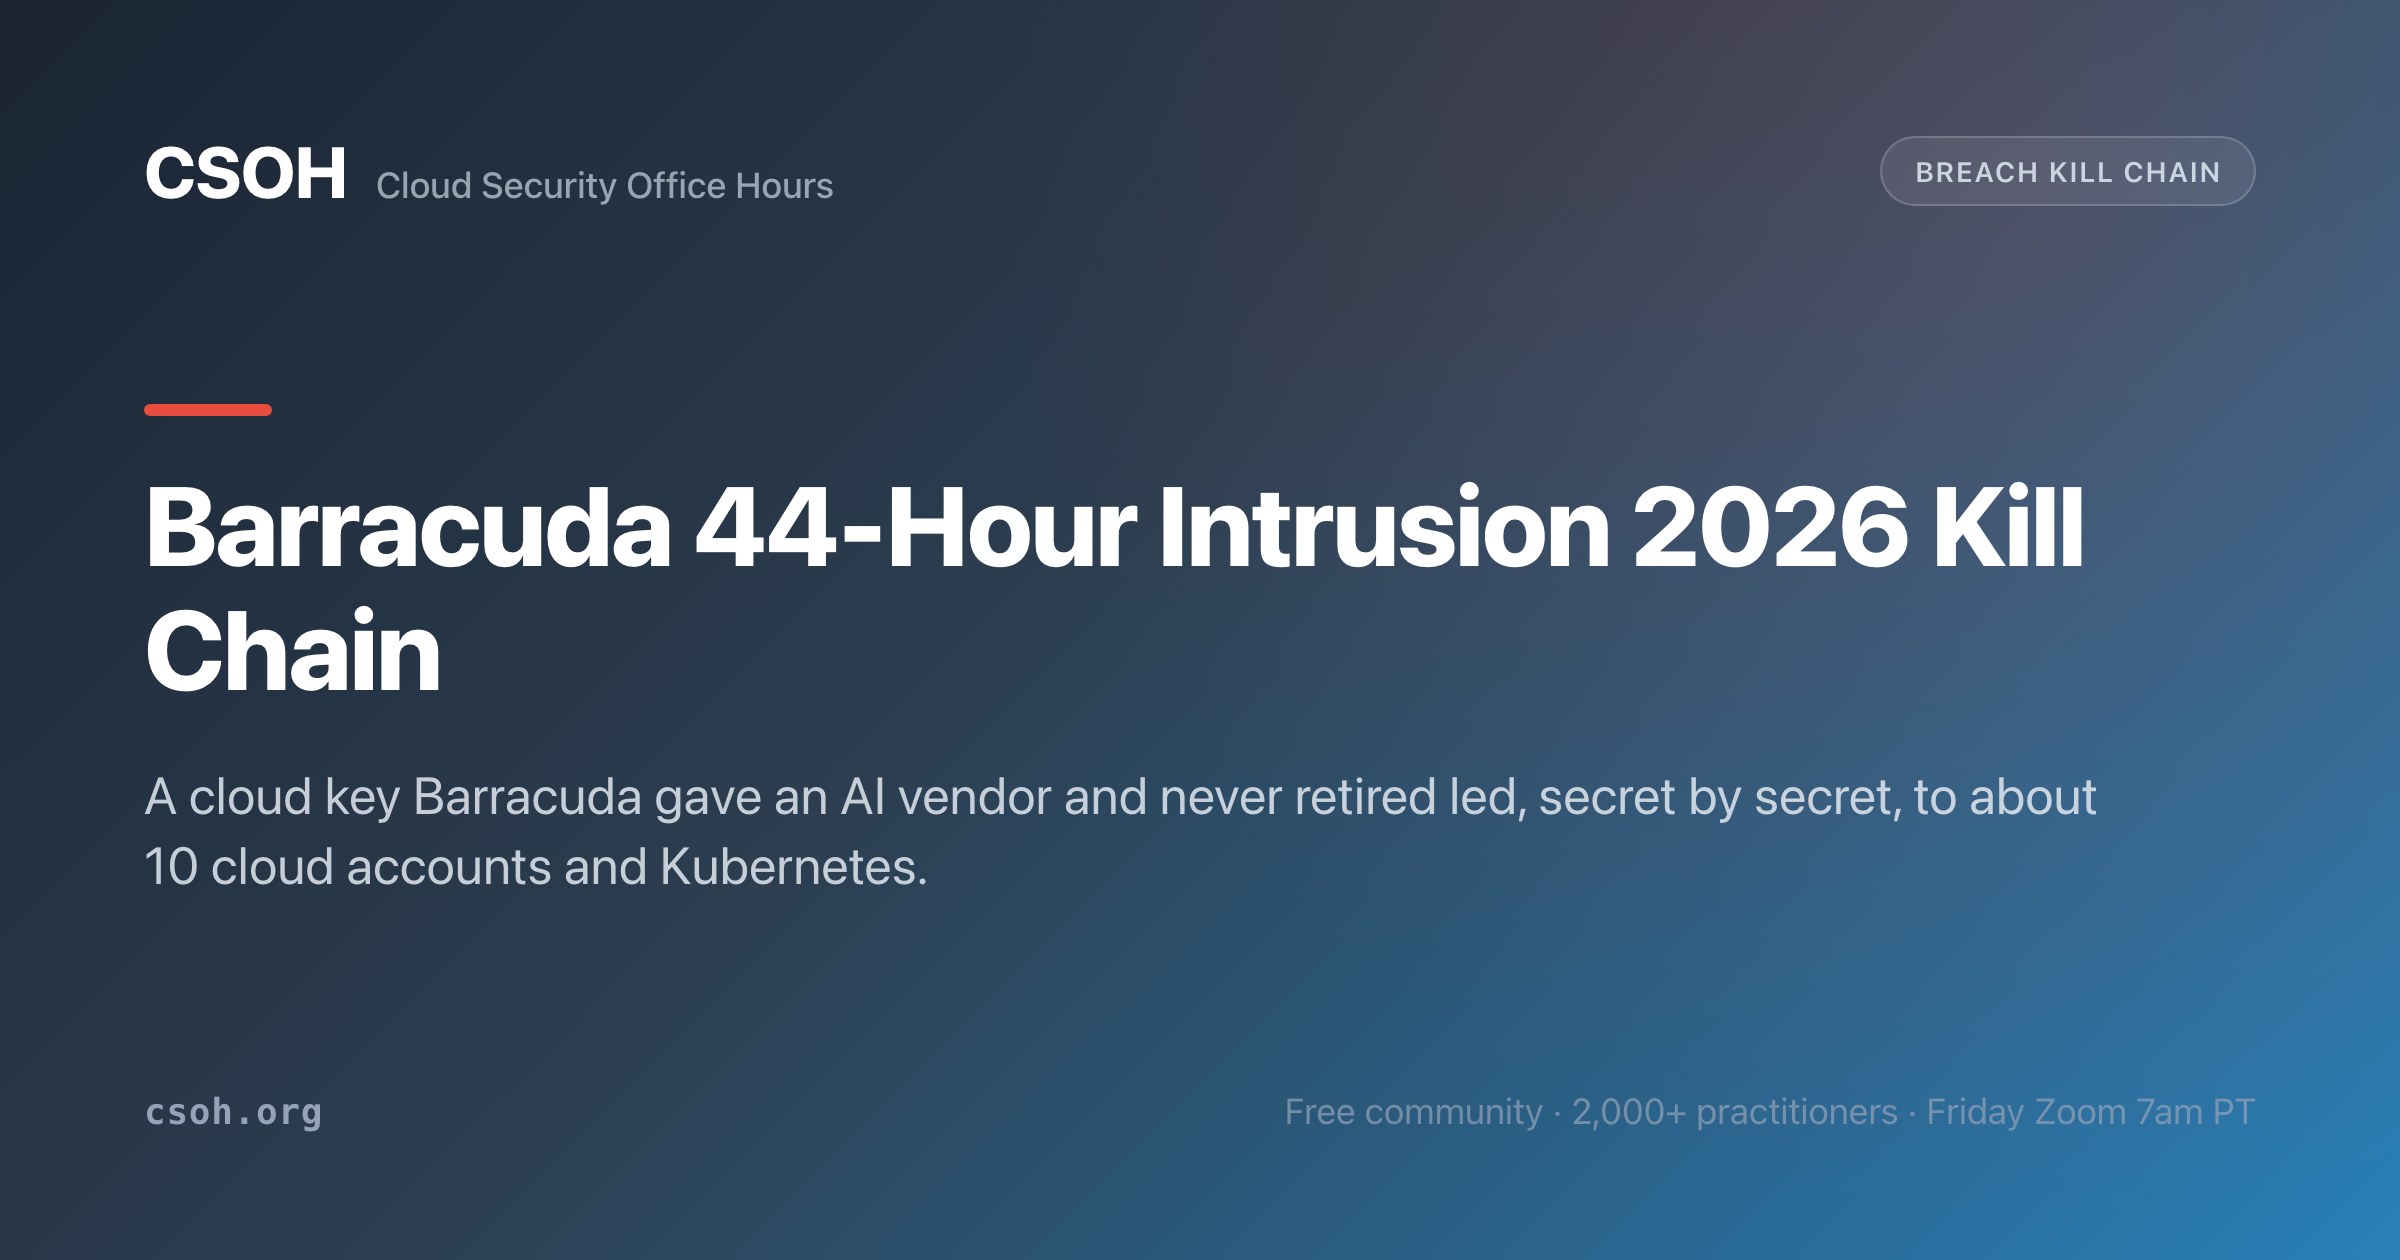 CSOH Cloud Security Office Hours
BREACH KILL CHAIN
Barracuda 44-Hour Intrusion 2026 Kill
Chain
A cloud key Barracuda gave an AI vendor and never retired led, secret by secret, to about
10 cloud accounts and Kubernetes.
csoh.org
Free community · 2,000+ practitioners · Friday Zoom 7am PT